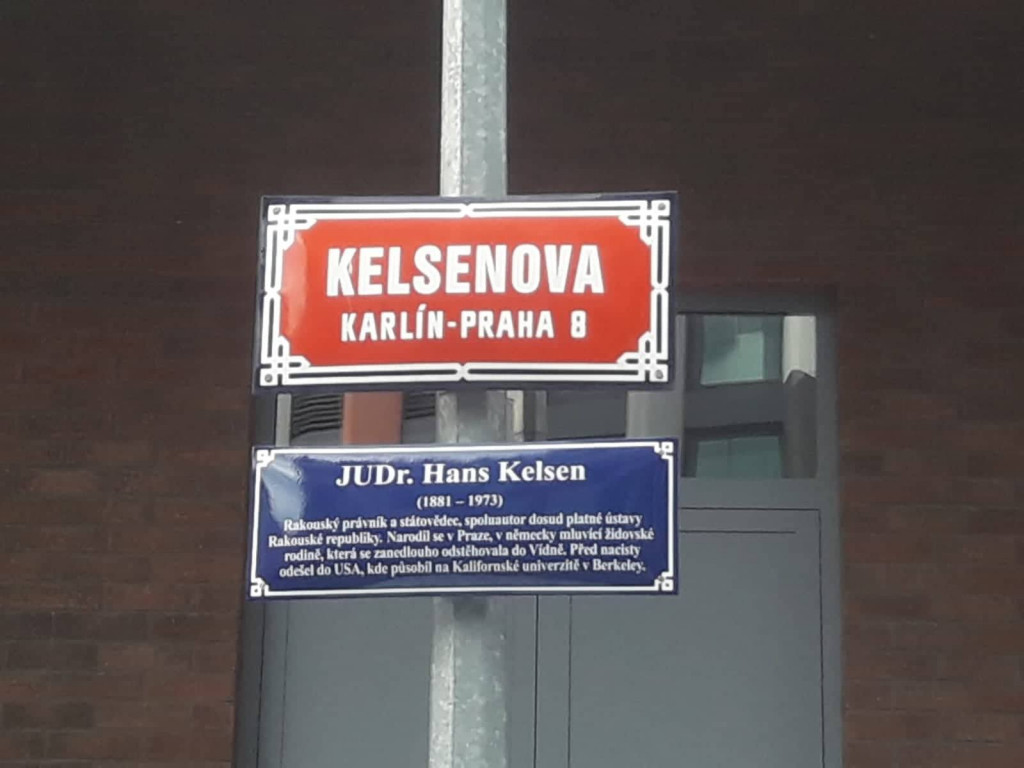 KELSENOVA
KARLÍN-PRAHA 8
JUDr. Hans Kelsen
(1881 – 1973)
Rakouský právník a státovědec, spoluautor dosud platné ústavy
Rakouské republiky. Narodil se v Praze, v německy mluvící židovské
rodině, která se zanedlouho odstěhovala do Vídně. Před nacisty
odešel do USA, kde působil na Kalifornské univerzitě v Berkeley.